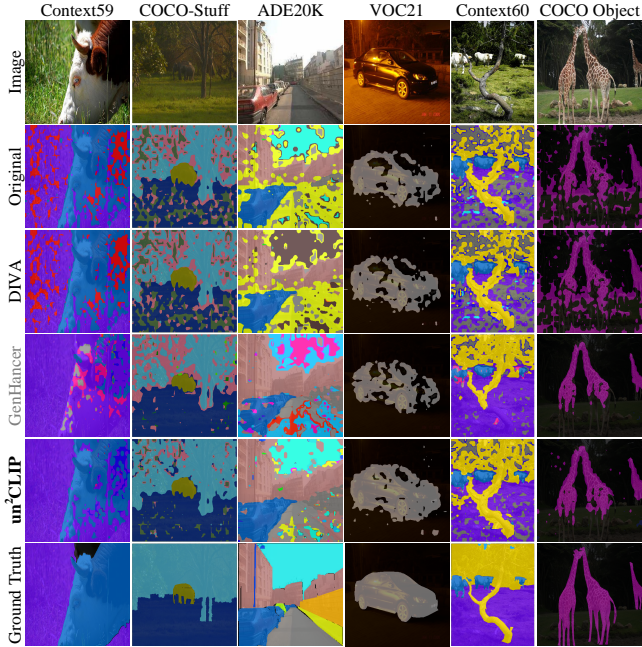 Context59 COCO-Stuff ADE20K VOC21 Context60 COCO Object
Image
Original
DIVA
GenHancer
un²CLIP
Ground Truth